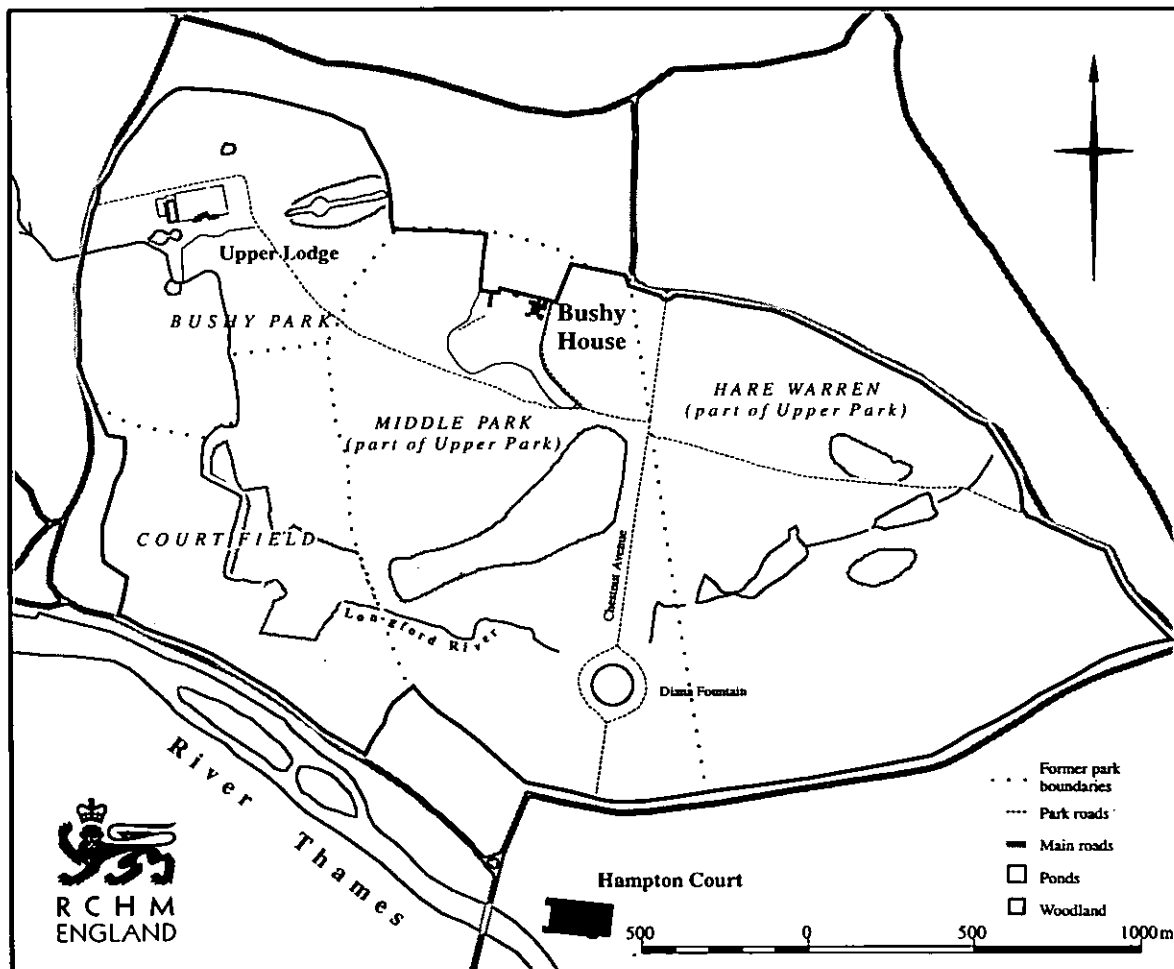 Upper Lodge
BUSHY PARK
Bushy
House
HARE WARREN
(part of Upper Park)
MIDDLE PARK
(part of Upper Park)
COURT FIELD
Chestnut Avenue
Longford River
Diana Fountain
River Thames
Former park
boundaries
Park roads
Main roads
Ponds
Woodland
Hampton Court
RCHM
ENGLAND
500 0 500 1000m